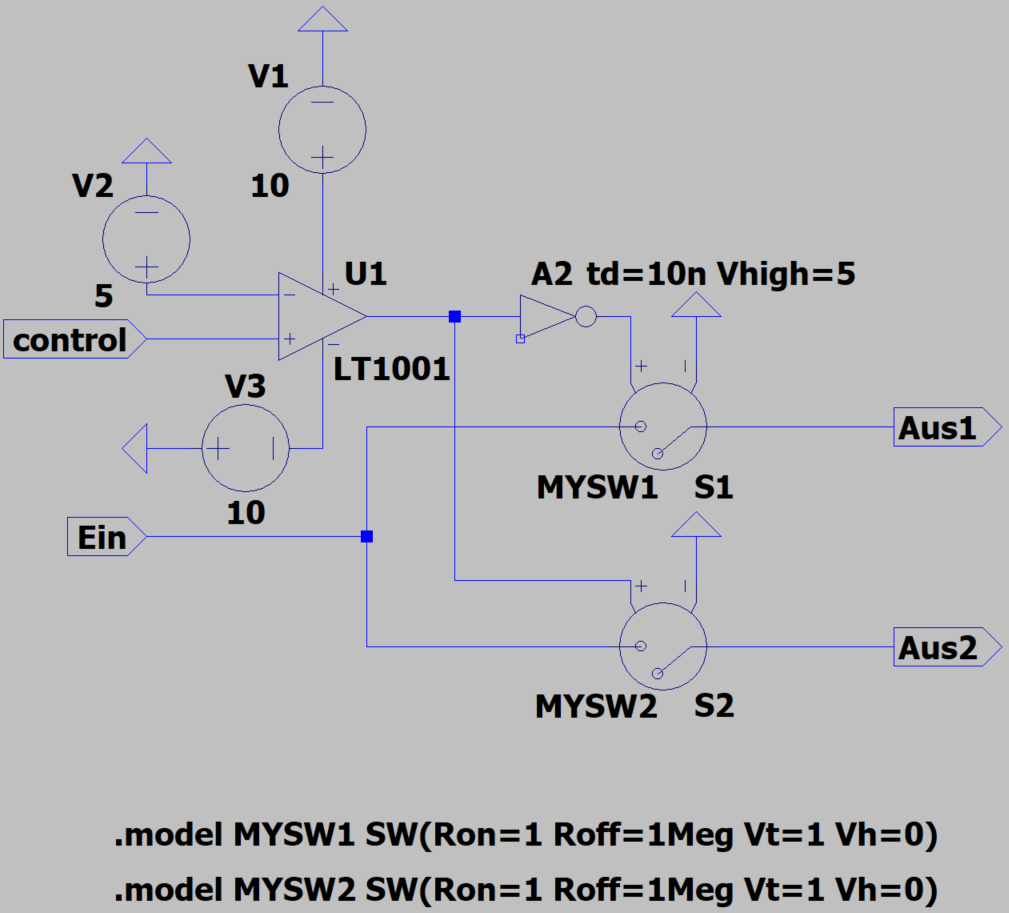 V1
10
V2
5
control
U1
LT1001
V3
10
Ein
A2 td=10n Vhigh=5
Aus1
MYSW1 S1
Aus2
MYSW2 S2
.model MYSW1 SW(Ron=1 Roff=1Meg Vt=1 Vh=0)
.model MYSW2 SW(Ron=1 Roff=1Meg Vt=1 Vh=0)